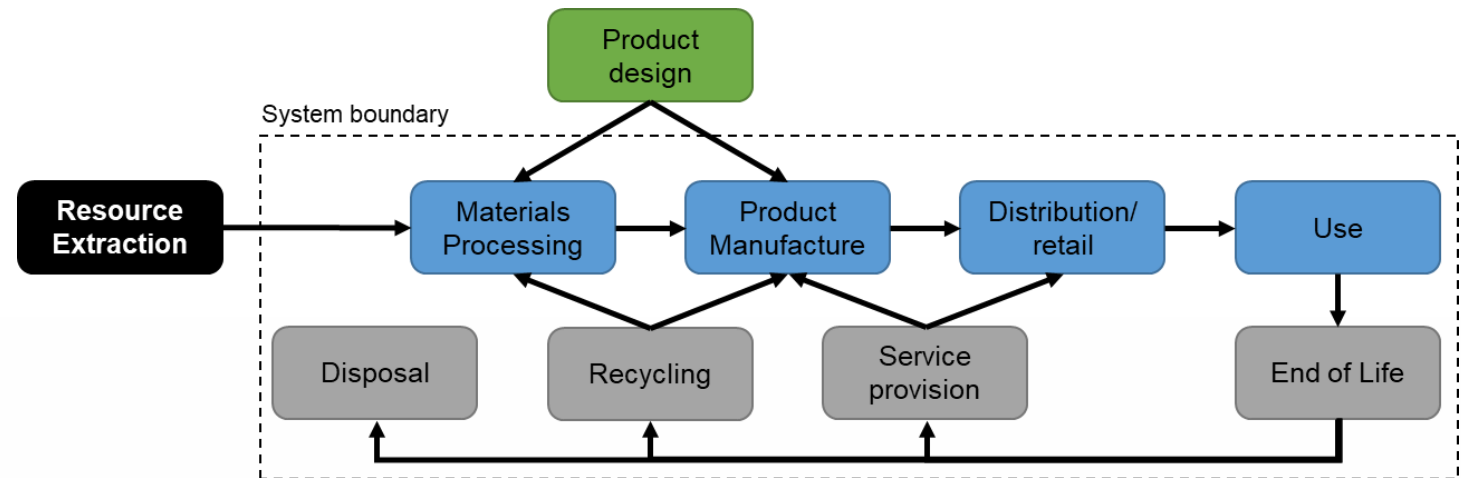 Product
design
System boundary
Resource
Extraction
Materials
Processing
Product
Manufacture
Distribution/
retail
Use
Disposal
Recycling
Service
provision
End of Life